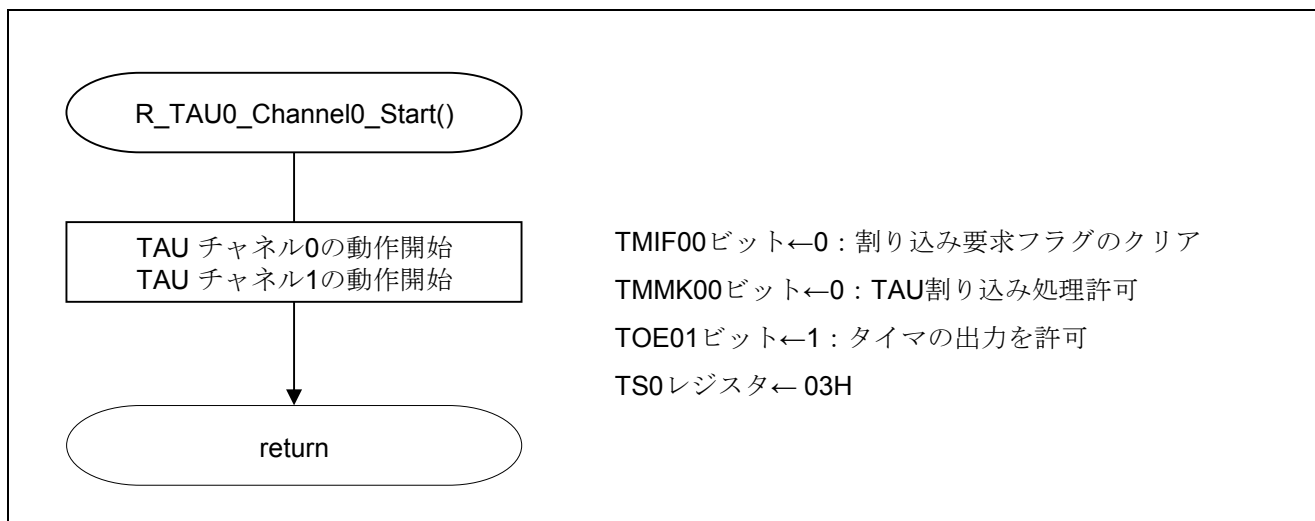 R_TAU0_Channel0_Start()
TAU チャネル0の動作開始
TAU チャネル1の動作開始
TMIF00ビット←0：割り込み要求フラグのクリア
TMMK00ビット←0：TAU割り込み処理許可
TOE01ビット←1：タイマの出力を許可
TS0レジスタ← 03H
return